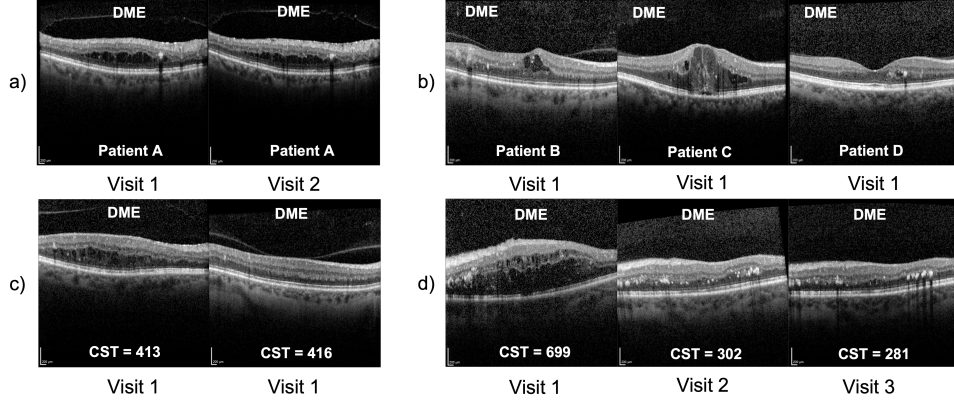 a)
DME
DME
Patient A
Patient A
Visit 1
Visit 2
b)
DME
DME
DME
Patient B
Patient C
Patient D
Visit 1
Visit 1
Visit 1
c)
DME
DME
CST = 413
CST = 416
Visit 1
Visit 1
d)
DME
DME
DME
CST = 699
CST = 302
CST = 281
Visit 1
Visit 2
Visit 3